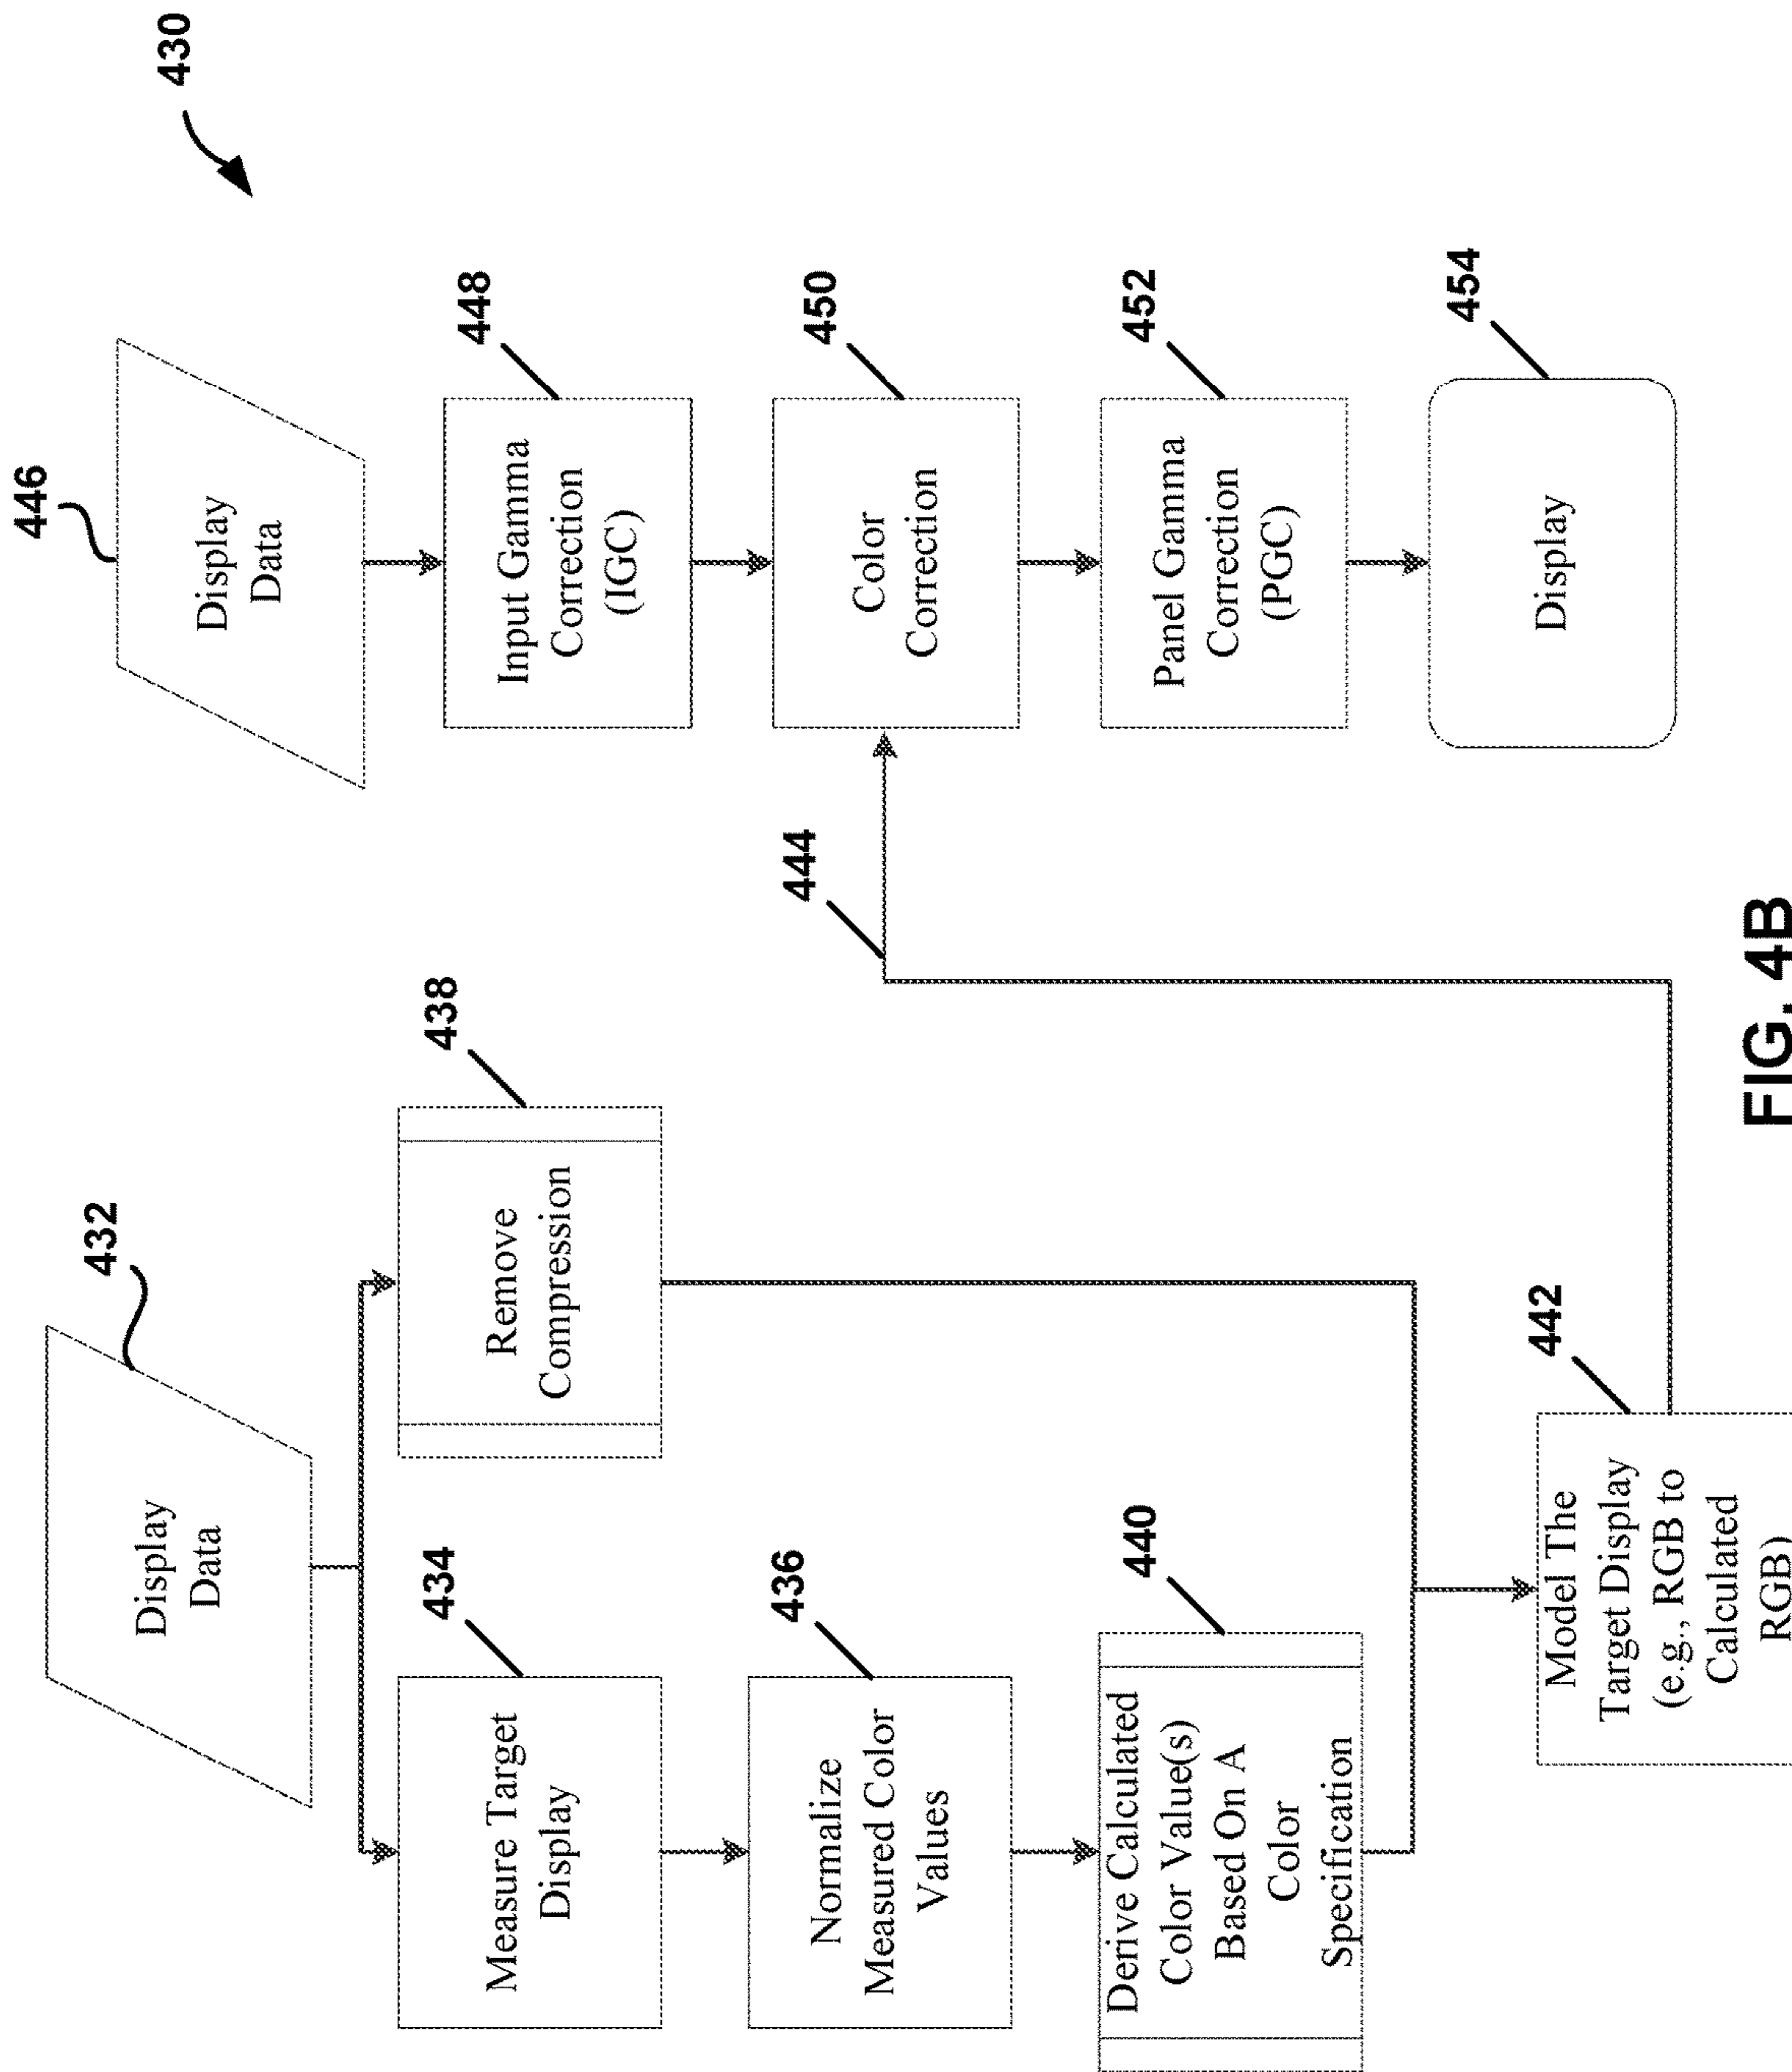 430
432
Display
Data
434
Measure Target
Display
438
Remove
Compression
436
Normalize
Measured Color
Values
440
Derive Calculated
Color Value(s)
Based On A
Color
Specification
442
Model The
Target Display
(e.g., RGB to
Calculated
RGB)
444
446
Display
Data
448
Input Gamma
Correction
(IGC)
450
Color
Correction
452
Panel Gamma
Correction
(PGC)
454
Display
FIG. 4B